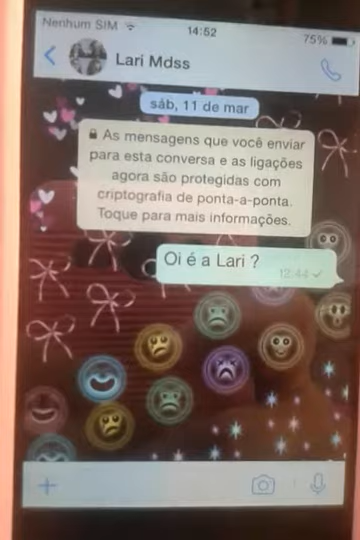 Nenhum SIM 14:52 75%
Lari Mdss
sáb, 11 de mar
As mensagens que você enviar
para esta conversa e as ligações
agora são protegidas com
criptografia de ponta-a-ponta.
Toque para mais informações.
Oi é a Lari ?
12:44